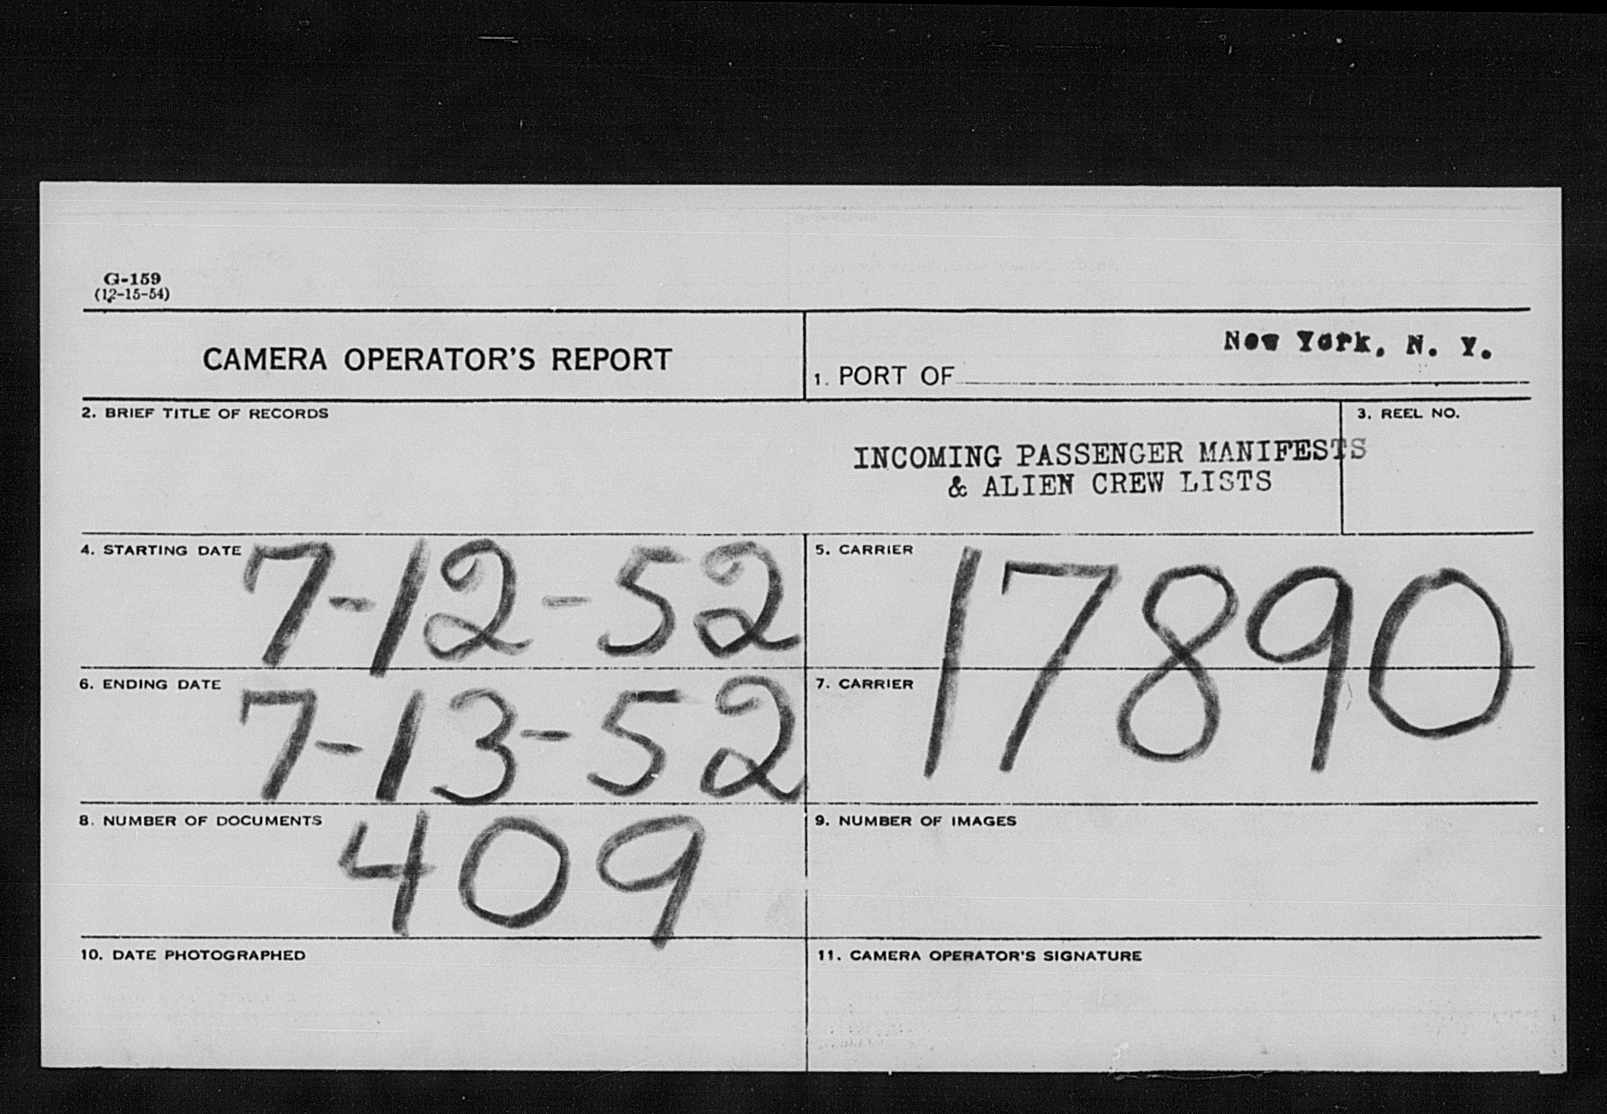 G-159
(12-15-54)
CAMERA OPERATOR'S REPORT
1. PORT OF New York, N. Y.
2. BRIEF TITLE OF RECORDS
INCOMING PASSENGER MANIFESTS
& ALIEN CREW LISTS
3. REEL NO.
4. STARTING DATE 7-12-52
5. CARRIER
17890
6. ENDING DATE 7-13-52
7. CARRIER
8. NUMBER OF DOCUMENTS 409
9. NUMBER OF IMAGES
10. DATE PHOTOGRAPHED
11. CAMERA OPERATOR'S SIGNATURE